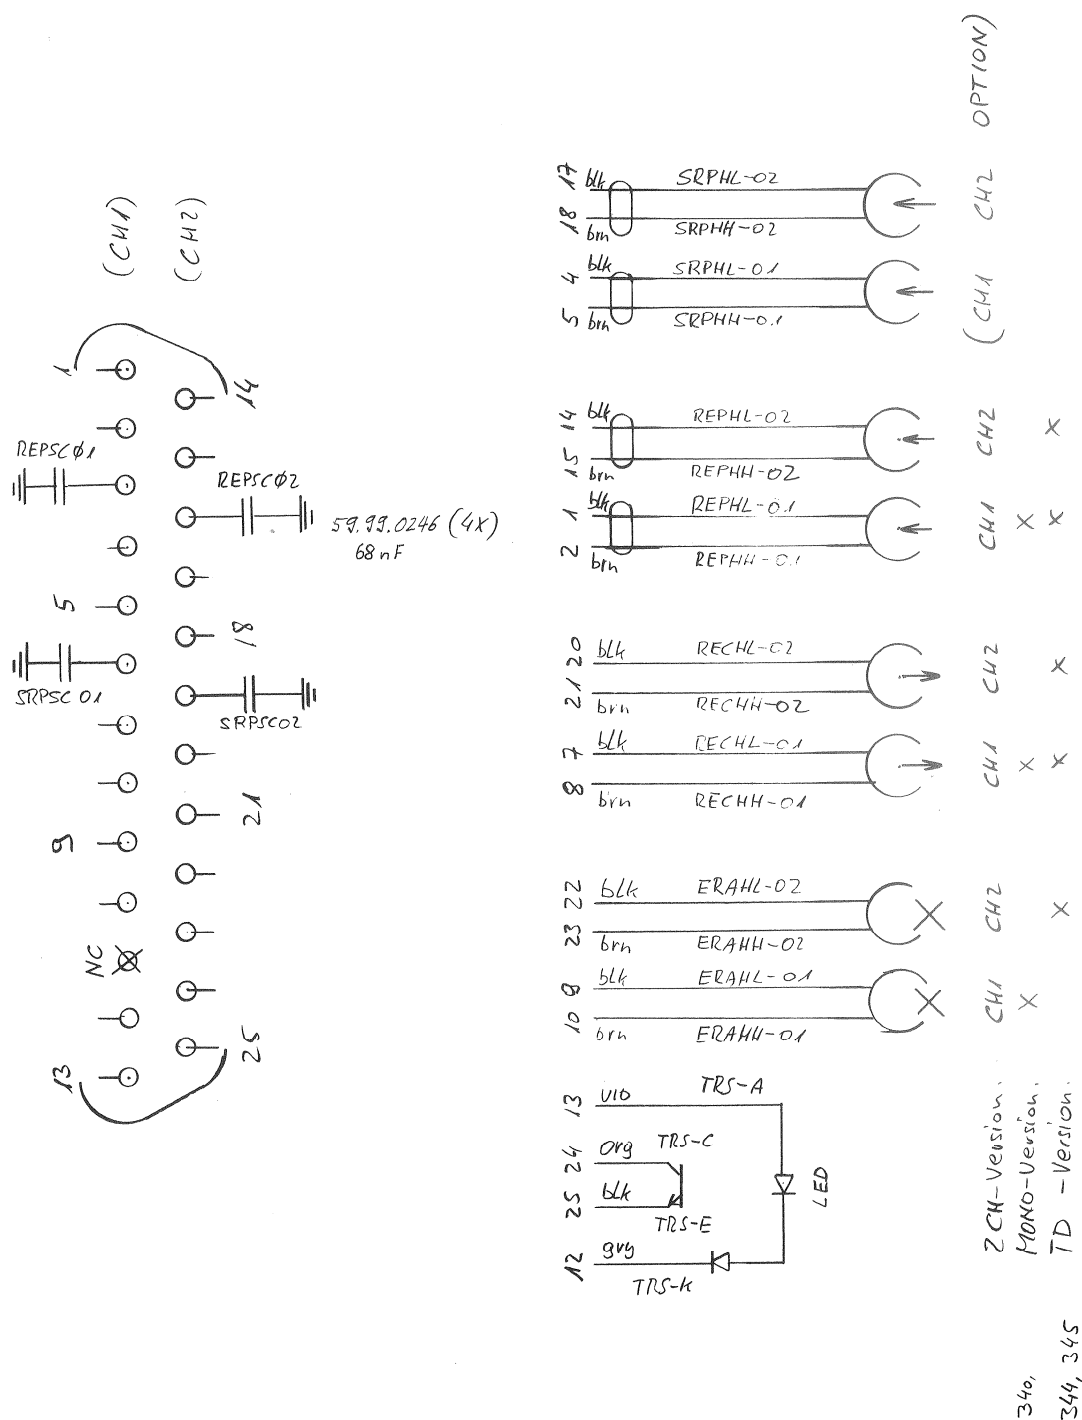 (CH1)
(CH2)
1
14
REPSCØ1
REPSCØ2
59.99.0246 (4x)
68nF
5
18
SRPSC 01
SRPSC02
21
9
NC
25
13
17 blk SRPHL-02
18 brn SRPHH-02
4 blk SRPHL-01
5 brn SRPHH-01
14 blk REPHL-02
15 brn REPHH-02
1 blk REPHL-01
2 brn REPHH-01
20 blk RECHL-02
21 brn RECHH-02
7 blk RECHL-01
8 brn RECHH-01
22 blk ERAHL-02
23 brn ERAHH-02
9 blk ERAHL-01
10 brn ERAHH-01
13 vio TRS-A
24 org TRS-C
25 blk TRS-E
12 gry TRS-K
LED
2CH-Version. CH1 CH2 CH1 CH2 CH1 CH2 (CH1 CH2 OPTION)
340, MONO-Version. x x x
344, 345 TD -Version. x x x x x